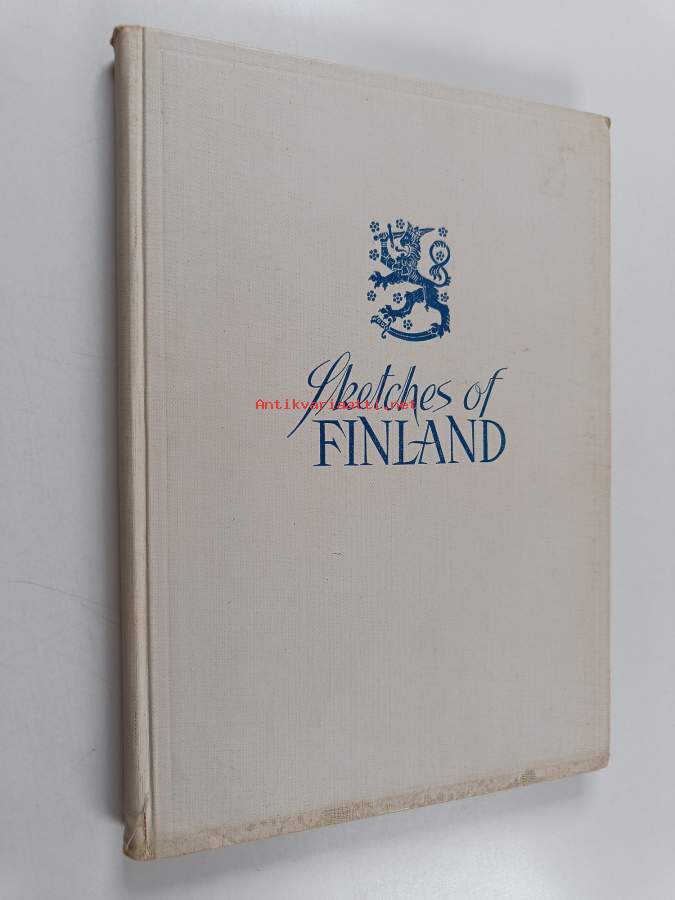 Sketches of
Antikvariaatti.net
FINLAND